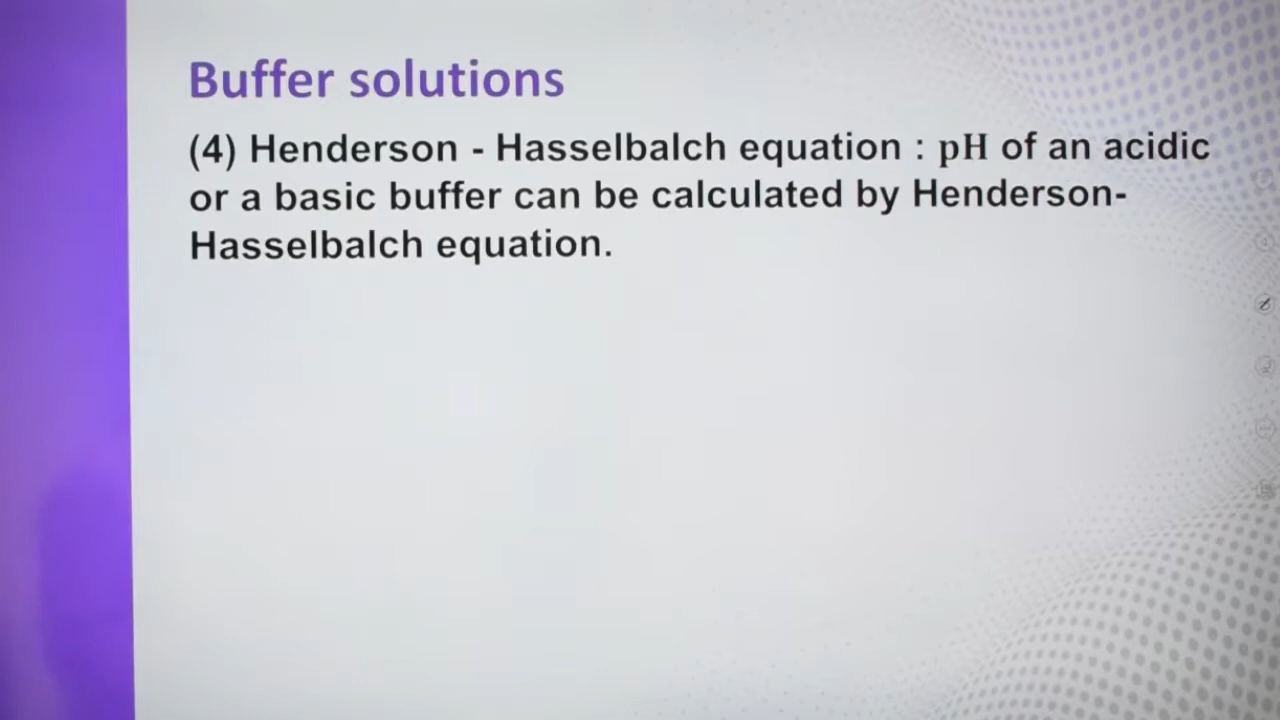 Buffer solutions
(4) Henderson - Hasselbalch equation : pH of an acidic
or a basic buffer can be calculated by Henderson-
Hasselbalch equation.